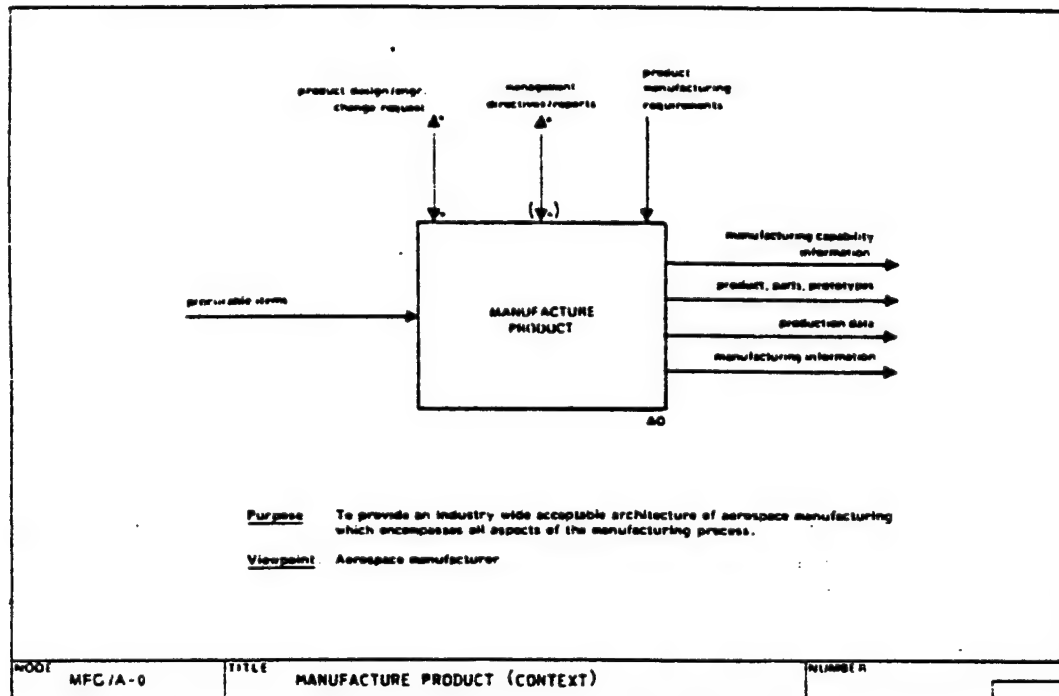 product design/engr.
change request
management
directives/reports
product
manufacturing
requirements
manufacturing capability
information
procurable items
product, parts, prototypes
MANUFACTURE
PRODUCT
production data
manufacturing information
A0
Purpose To provide an industry wide acceptable architecture of aerospace manufacturing
which encompasses all aspects of the manufacturing process.
Viewpoint Aerospace manufacturer
NODE TITLE NUMBER
MFG/A-0 MANUFACTURE PRODUCT (CONTEXT)